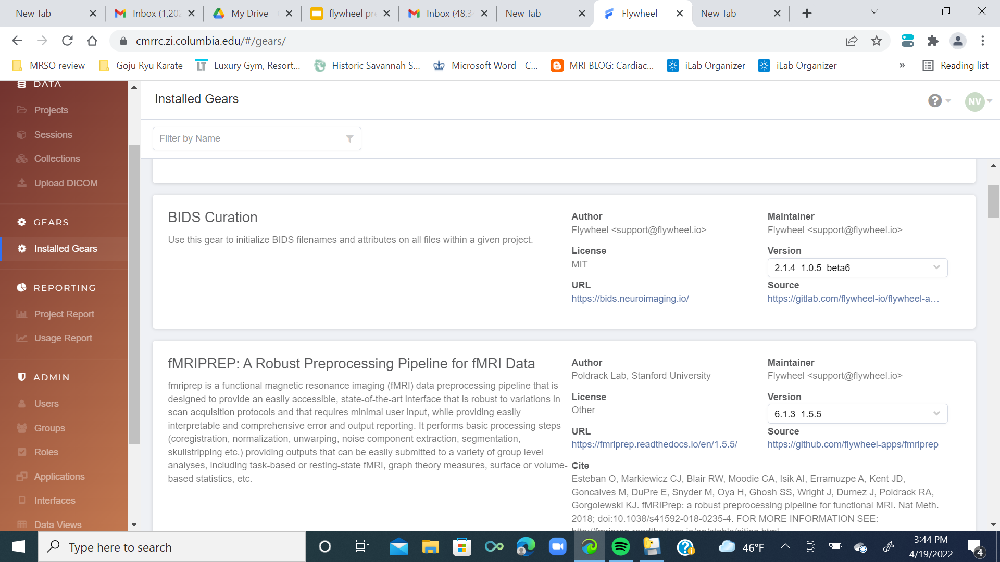 New Tab
Inbox (1,202
My Drive -
flywheel pre
Inbox (48,3
New Tab
Flywheel
New Tab
cmrrc.zi.columbia.edu/#/gears/
MRSO review
Goju Ryu Karate
Luxury Gym, Resort...
Historic Savannah S...
Microsoft Word - C...
MRI BLOG: Cardiac...
iLab Organizer
iLab Organizer
»
Reading list
DATA
Projects
Sessions
Collections
Upload DICOM
GEARS
Installed Gears
REPORTING
Project Report
Usage Report
ADMIN
Users
Groups
Roles
Applications
Interfaces
Data Views
Installed Gears
NV
Filter by Name
BIDS Curation
Use this gear to initialize BIDS filenames and attributes on all files within a given project.
Author
Flywheel <support@flywheel.io>
License
MIT
URL
https://bids.neuroimaging.io/
Maintainer
Flywheel <support@flywheel.io>
Version
2.1.4 1.0.5 beta6
Source
https://gitlab.com/flywheel-io/flywheel-a...
fMRIPREP: A Robust Preprocessing Pipeline for fMRI Data
fmriprep is a functional magnetic resonance imaging (fMRI) data preprocessing pipeline that is
designed to provide an easily accessible, state-of-the-art interface that is robust to variations in
scan acquisition protocols and that requires minimal user input, while providing easily
interpretable and comprehensive error and output reporting. It performs basic processing steps
(coregistration, normalization, unwarping, noise component extraction, segmentation,
skullstripping etc.) providing outputs that can be easily submitted to a variety of group level
analyses, including task-based or resting-state fMRI, graph theory measures, surface or volume-
based statistics, etc.
Author
Poldrack Lab, Stanford University
License
Other
URL
https://fmriprep.readthedocs.io/en/1.5.5/
Maintainer
Flywheel <support@flywheel.io>
Version
6.1.3 1.5.5
Source
https://github.com/flywheel-apps/fmriprep
Cite
Esteban O, Markiewicz CJ, Blair RW, Moodie CA, Isik AI, Erramuzpe A, Kent JD,
Goncalves M, DuPre E, Snyder M, Oya H, Ghosh SS, Wright J, Durnez J, Poldrack RA,
Gorgolewski KJ. fMRIPrep: a robust preprocessing pipeline for functional MRI. Nat Meth.
2018; doi:10.1038/s41592-018-0235-4. FOR MORE INFORMATION SEE:
http://fmriprep.readthedocs.io/en/stable/citing.html
Type here to search
46°F
3:44 PM
4/19/2022
4